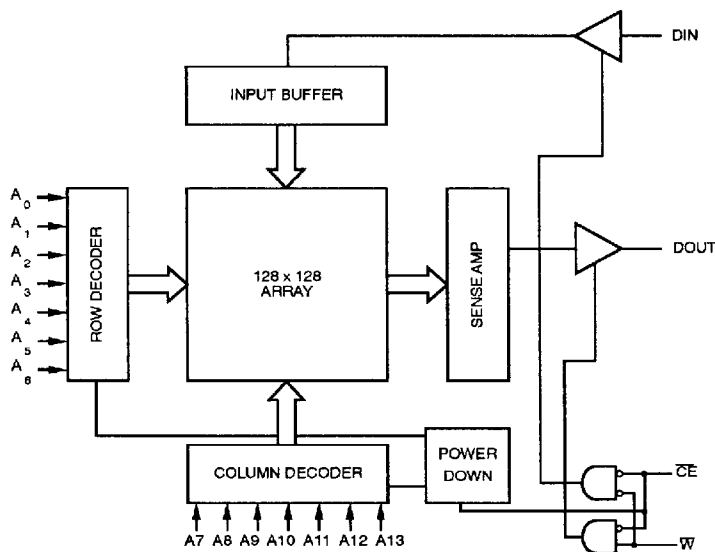 DIN
INPUT BUFFER
A0
A1
A2
A3
A4
A5
A6
ROW DECODER
128 x 128
ARRAY
SENSE AMP
DOUT
COLUMN DECODER
POWER
DOWN
C̅E̅
W̅
A7 A8 A9 A10 A11 A12 A13